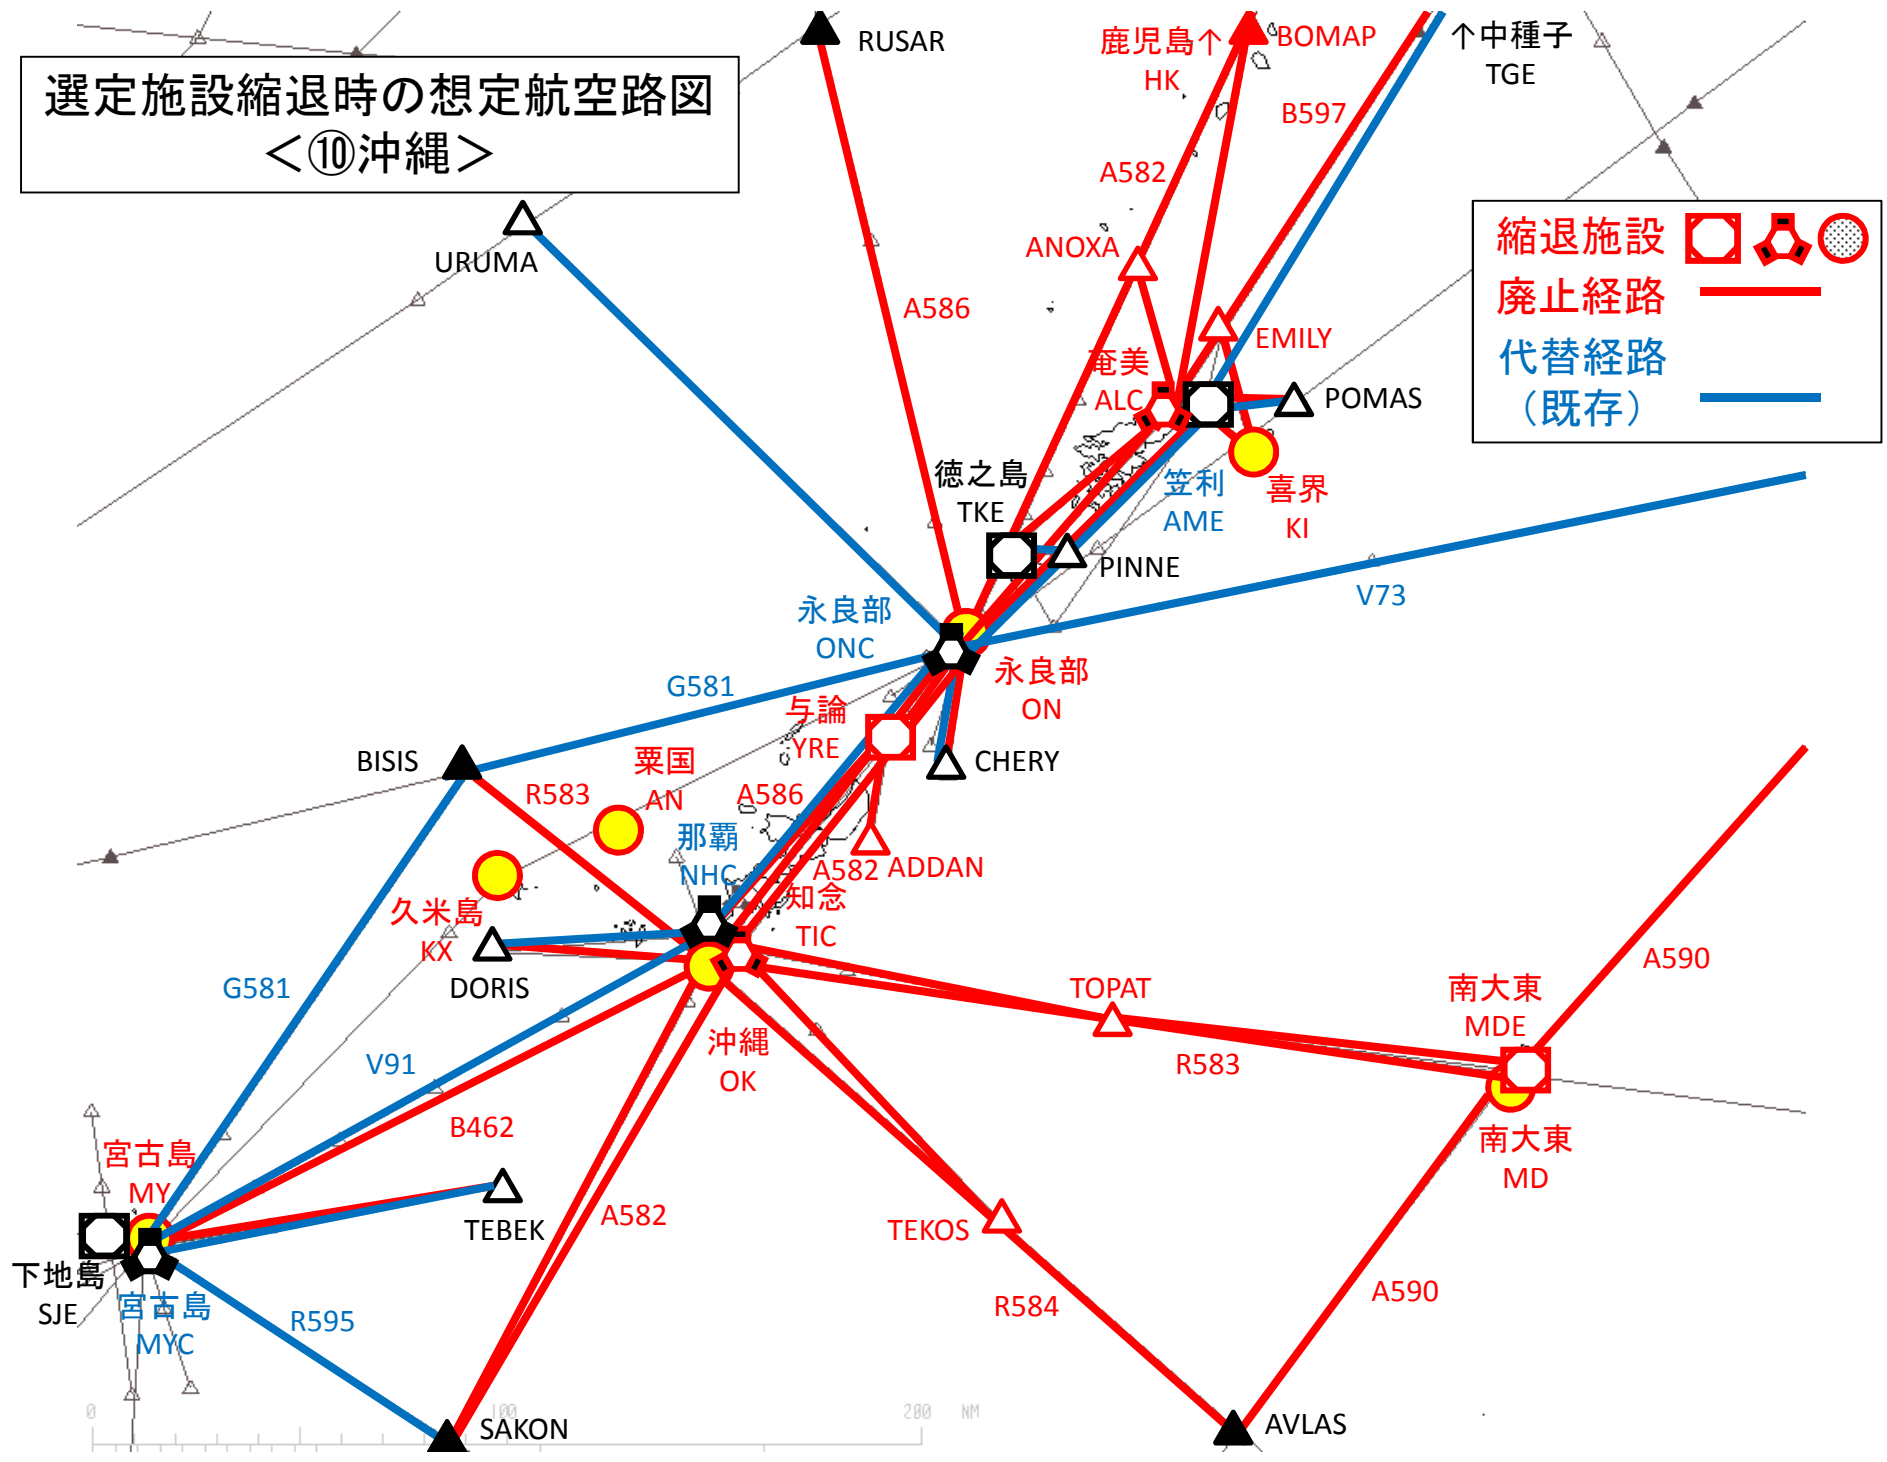 選定施設縮退時の想定航空路図
＜⑩沖縄＞
RUSAR
鹿児島↑
HK
BOMAP
↑中種子
TGE
B597
A582
縮退施設
廃止経路
代替経路
（既存）
URUMA
ANOXA
A586
EMILY
奄美
ALC
POMAS
徳之島
TKE
笠利
AME
喜界
KI
PINNE
V73
永良部
ONC
永良部
ON
G581
与論
YRE
BISIS
粟国
AN
CHERY
R583
A586
那覇
NHC
A582
ADDAN
久米島
KX
知念
TIC
DORIS
G581
TOPAT
南大東
MDE
A590
沖縄
OK
R583
V91
B462
宮古島
MY
南大東
MD
A582
TEBEK
TEKOS
下地島
SJE
宮古島
MYC
R595
R584
A590
SAKON
AVLAS
0
100
200
NM